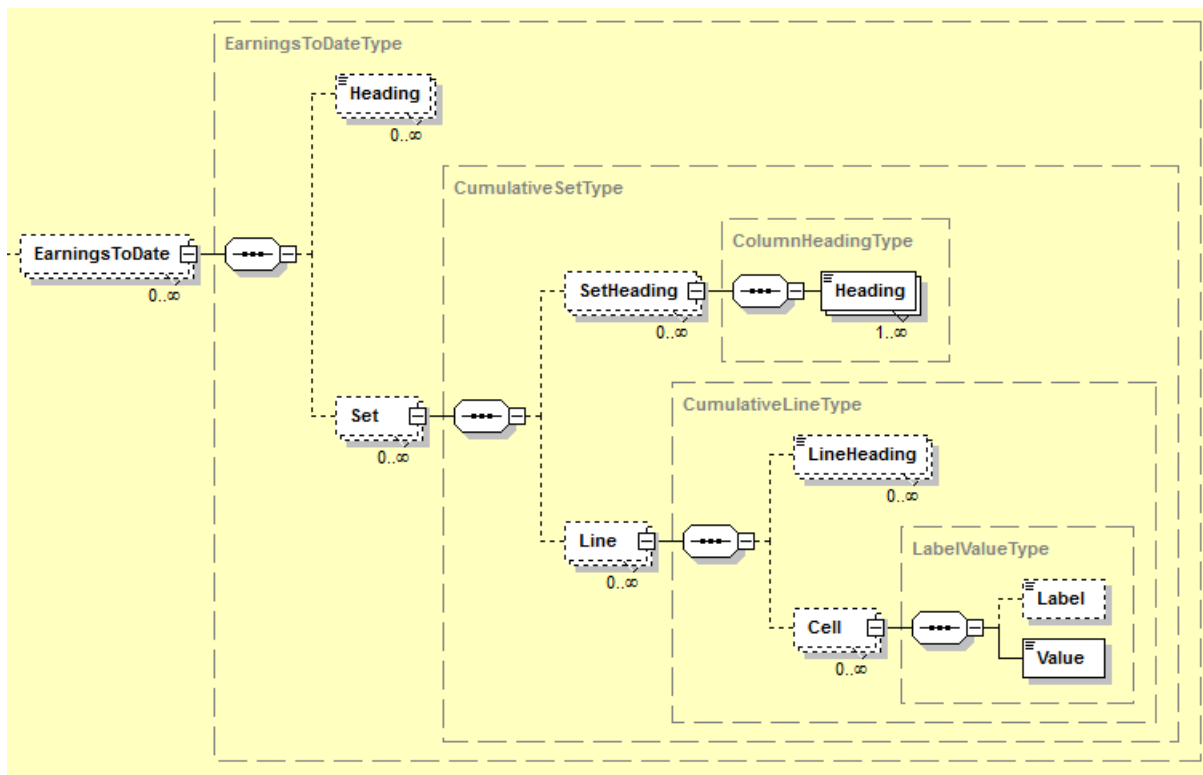 EarningsToDateType
Heading
0..∞
CumulativeSetType
ColumnHeadingType
EarningsToDate
0..∞
SetHeading
0..∞
Heading
1..∞
CumulativeLineType
Set
0..∞
LineHeading
0..∞
Line
0..∞
LabelValueType
Label
Cell
0..∞
Value